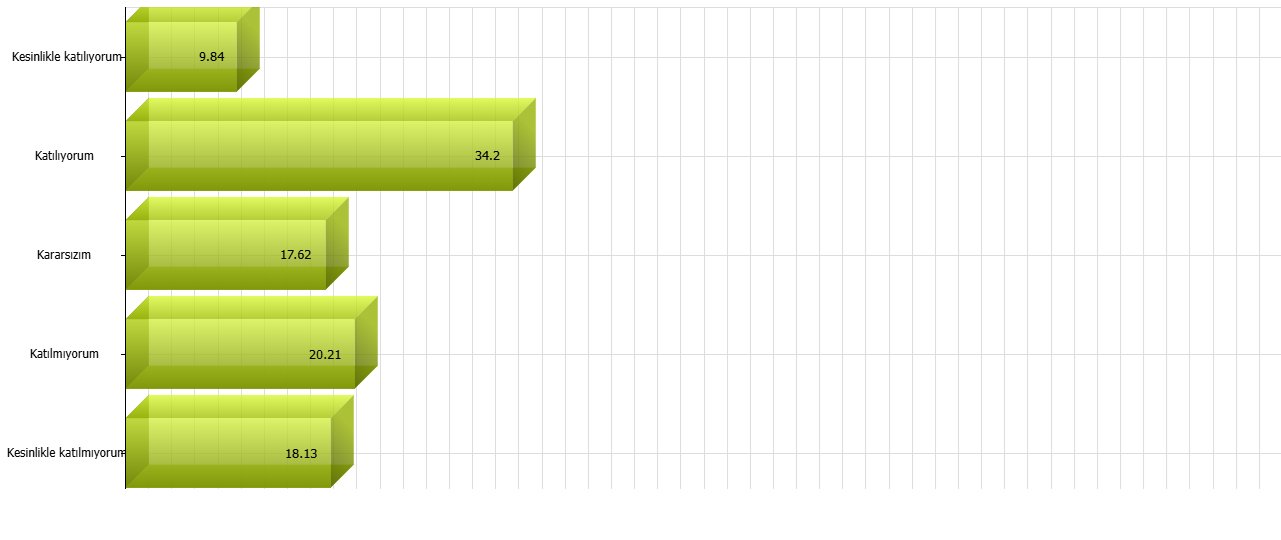 Kesinlikle katılıyorum 9.84
Katılıyorum 34.2
Kararsızım 17.62
Katılmıyorum 20.21
Kesinlikle katılmıyorum 18.13